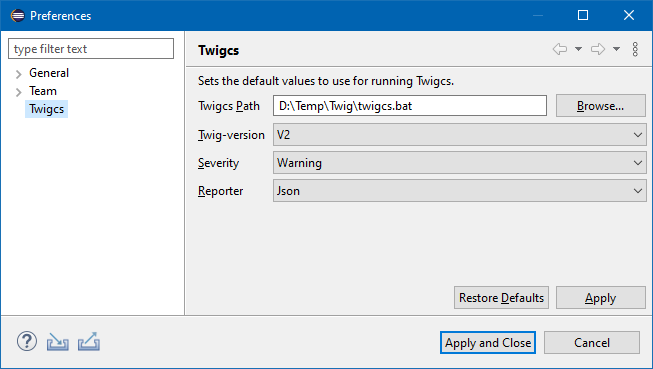 Preferences
type filter text
General
Team
Twigcs
Twigcs
Sets the default values to use for running Twigcs.
Twigcs Path D:\Temp\Twig\twigcs.bat Browse...
Twig-version V2
Severity Warning
Reporter Json
Restore Defaults Apply
? Apply and Close Cancel